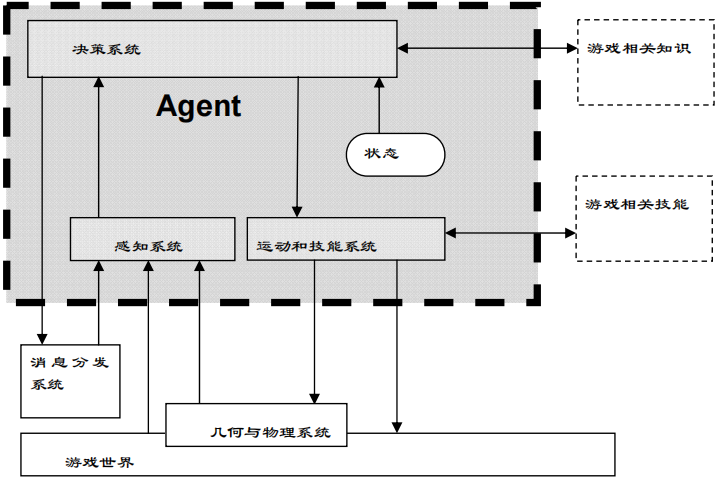 决策系统
游戏相关知识
Agent
状态
游戏相关技能
感知系统
运动和技能系统
消息分发
系统
几何与物理系统
游戏世界